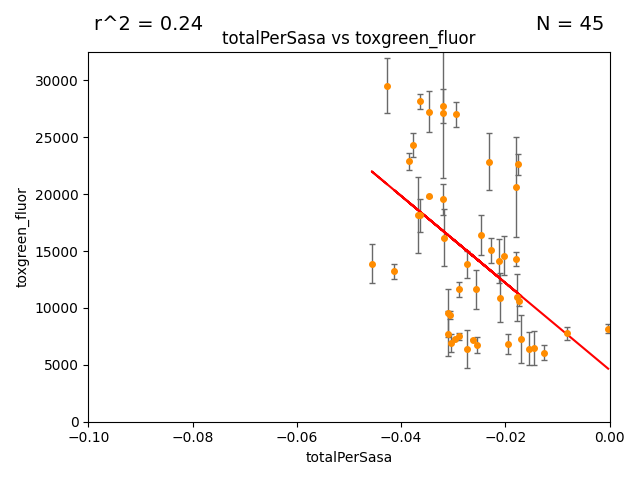 r^2 = 0.24
N = 45
totalPerSasa vs toxgreen_fluor
30000
25000
20000
15000
10000
5000
0
toxgreen_fluor
−0.10
−0.08
−0.06
−0.04
−0.02
0.00
totalPerSasa